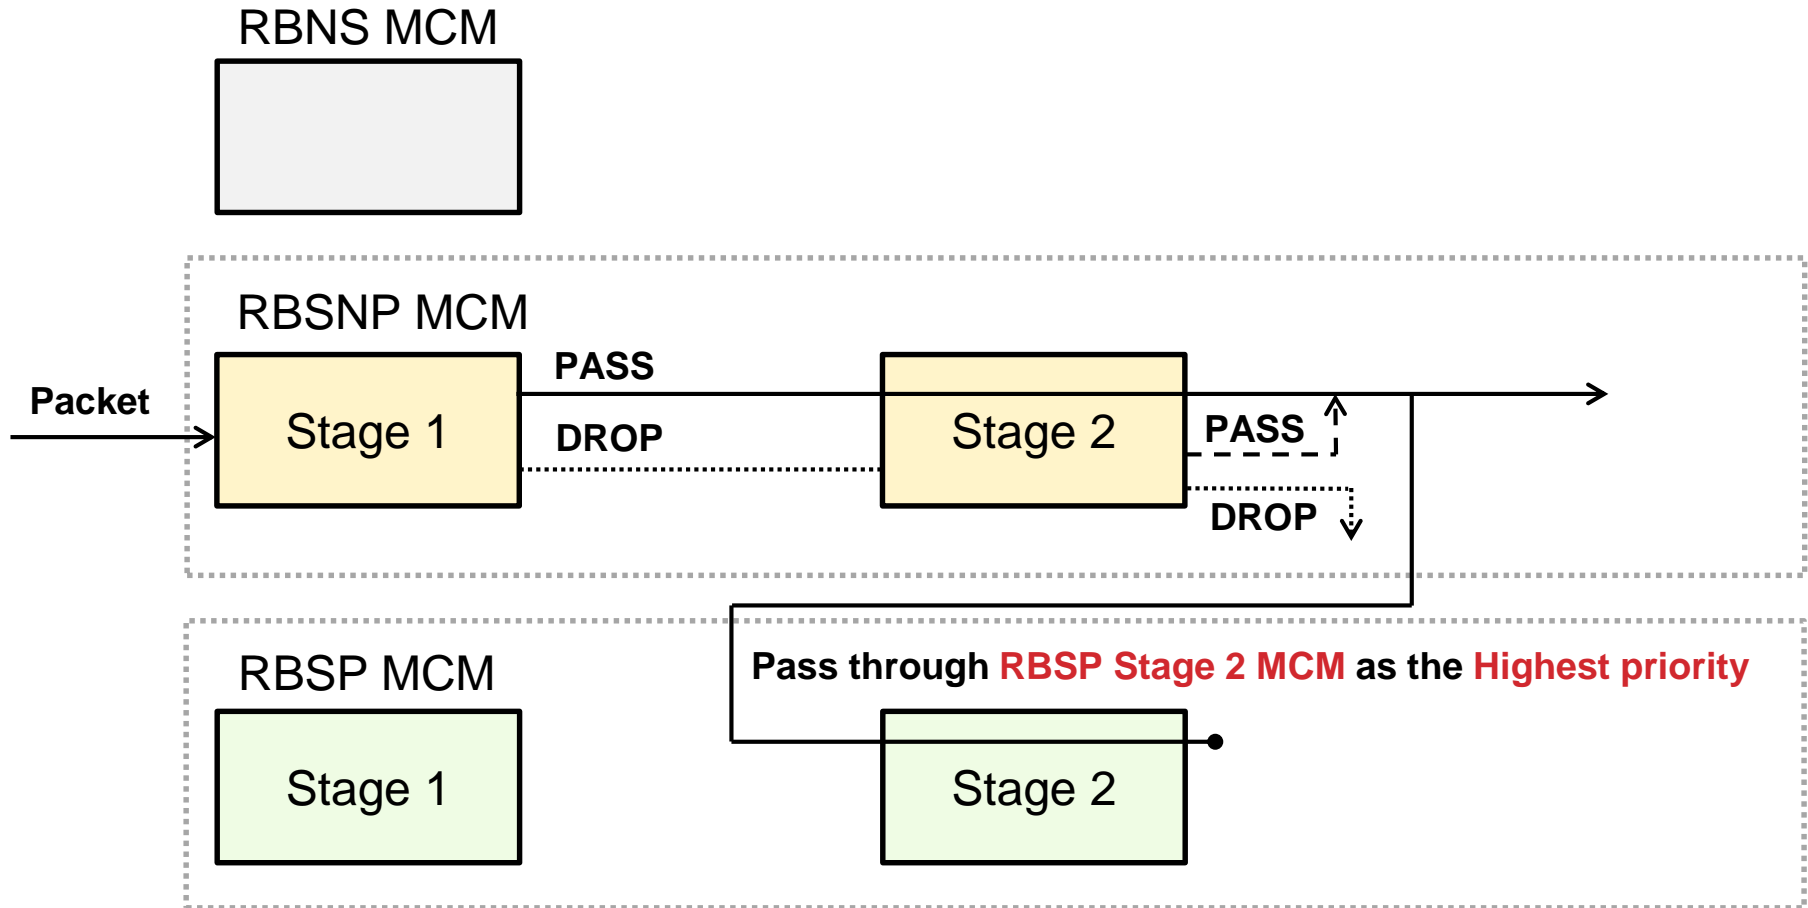 RBNS MCM
RBSNP MCM
Packet
Stage 1
PASS
DROP
Stage 2
PASS
DROP
RBSP MCM
Pass through RBSP Stage 2 MCM as the Highest priority
Stage 1
Stage 2